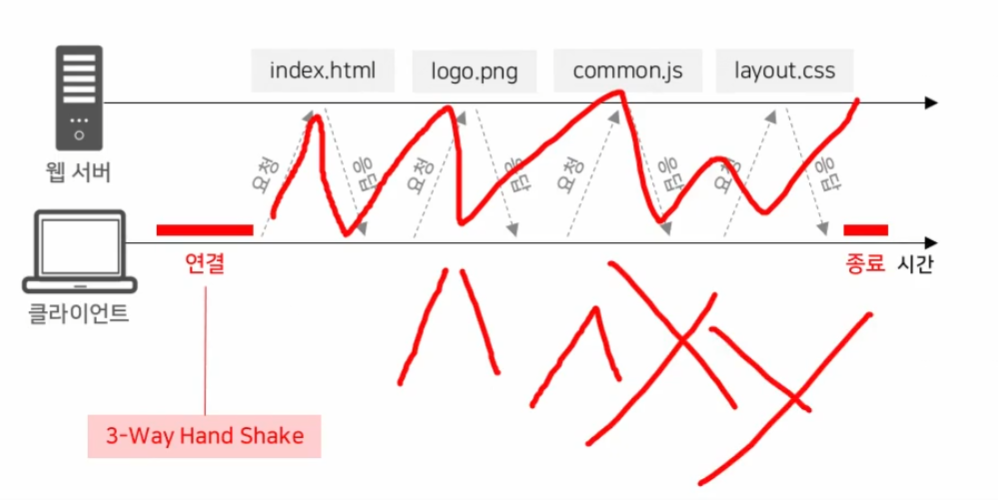 index.html
logo.png
common.js
layout.css
웹 서버
요청
응답
요청
응답
요청
응답
요청
응답
연결
종료
시간
클라이언트
3-Way Hand Shake